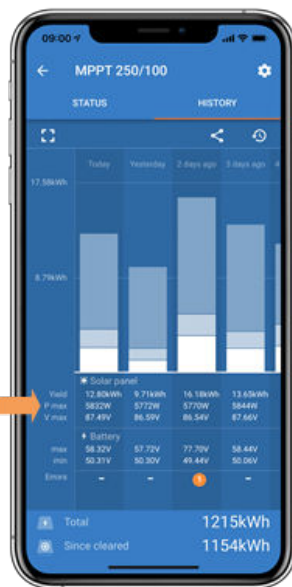 09:00
MPPT 250/100
STATUS HISTORY
Today Yesterday 2 days ago 3 days ago 4
17.58kWh
8.79kWh
Solar panel
Yield 12.80kWh 9.71kWh 16.18kWh 13.65kWh
P max 5832W 5772W 5770W 5844W
V max 87.49V 86.59V 86.54V 87.66V
Battery
max 58.32V 57.72V 77.70V 58.44V
min 50.31V 50.30V 49.44V 50.06V
Errors - - 1 -
Total 1215kWh
Since cleared 1154kWh